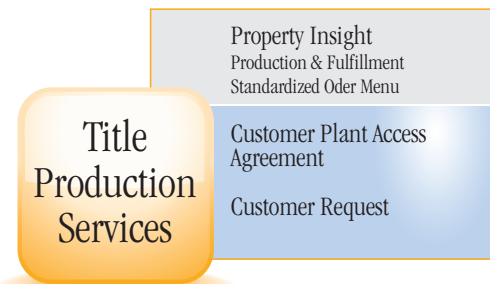 Property Insight
Production & Fulfillment
Standardized Oder Menu
Title
Production
Services
Customer Plant Access
Agreement
Customer Request